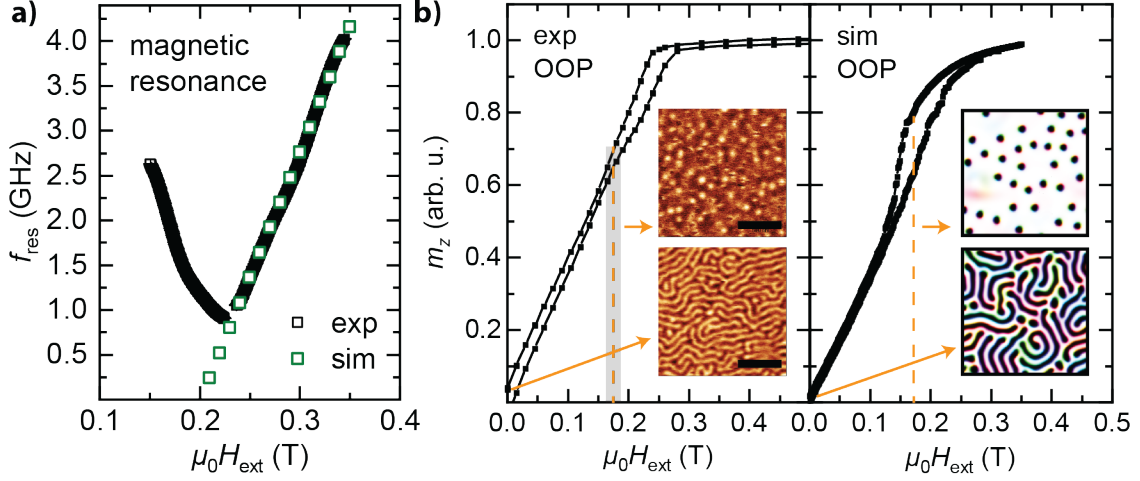 a)
magnetic
resonance
4.0
3.5
3.0
2.5
2.0
1.5
1.0
0.5
f_res (GHz)
exp
sim
0.1 0.2 0.3 0.4
μ₀H_ext (T)
b)
exp
OOP
1.0
0.8
0.6
0.4
0.2
m_z (arb. u.)
0.0 0.1 0.2 0.3 0.4
μ₀H_ext (T)
sim
OOP
0.0 0.1 0.2 0.3 0.4 0.5
μ₀H_ext (T)